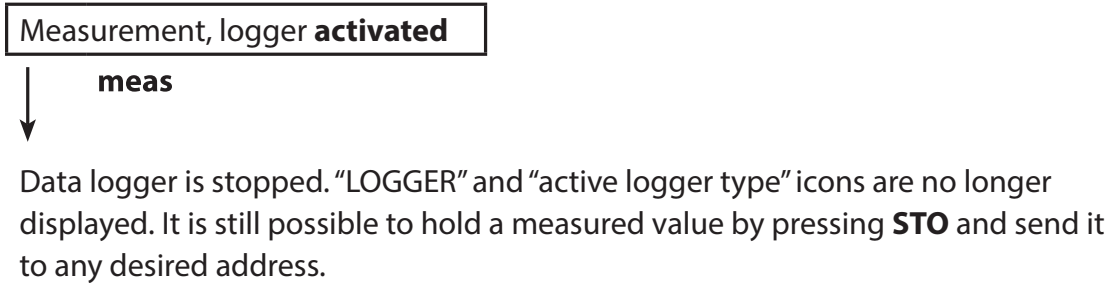 Measurement, logger activated
meas
Data logger is stopped. “LOGGER” and “active logger type” icons are no longer
displayed. It is still possible to hold a measured value by pressing STO and send it
to any desired address.